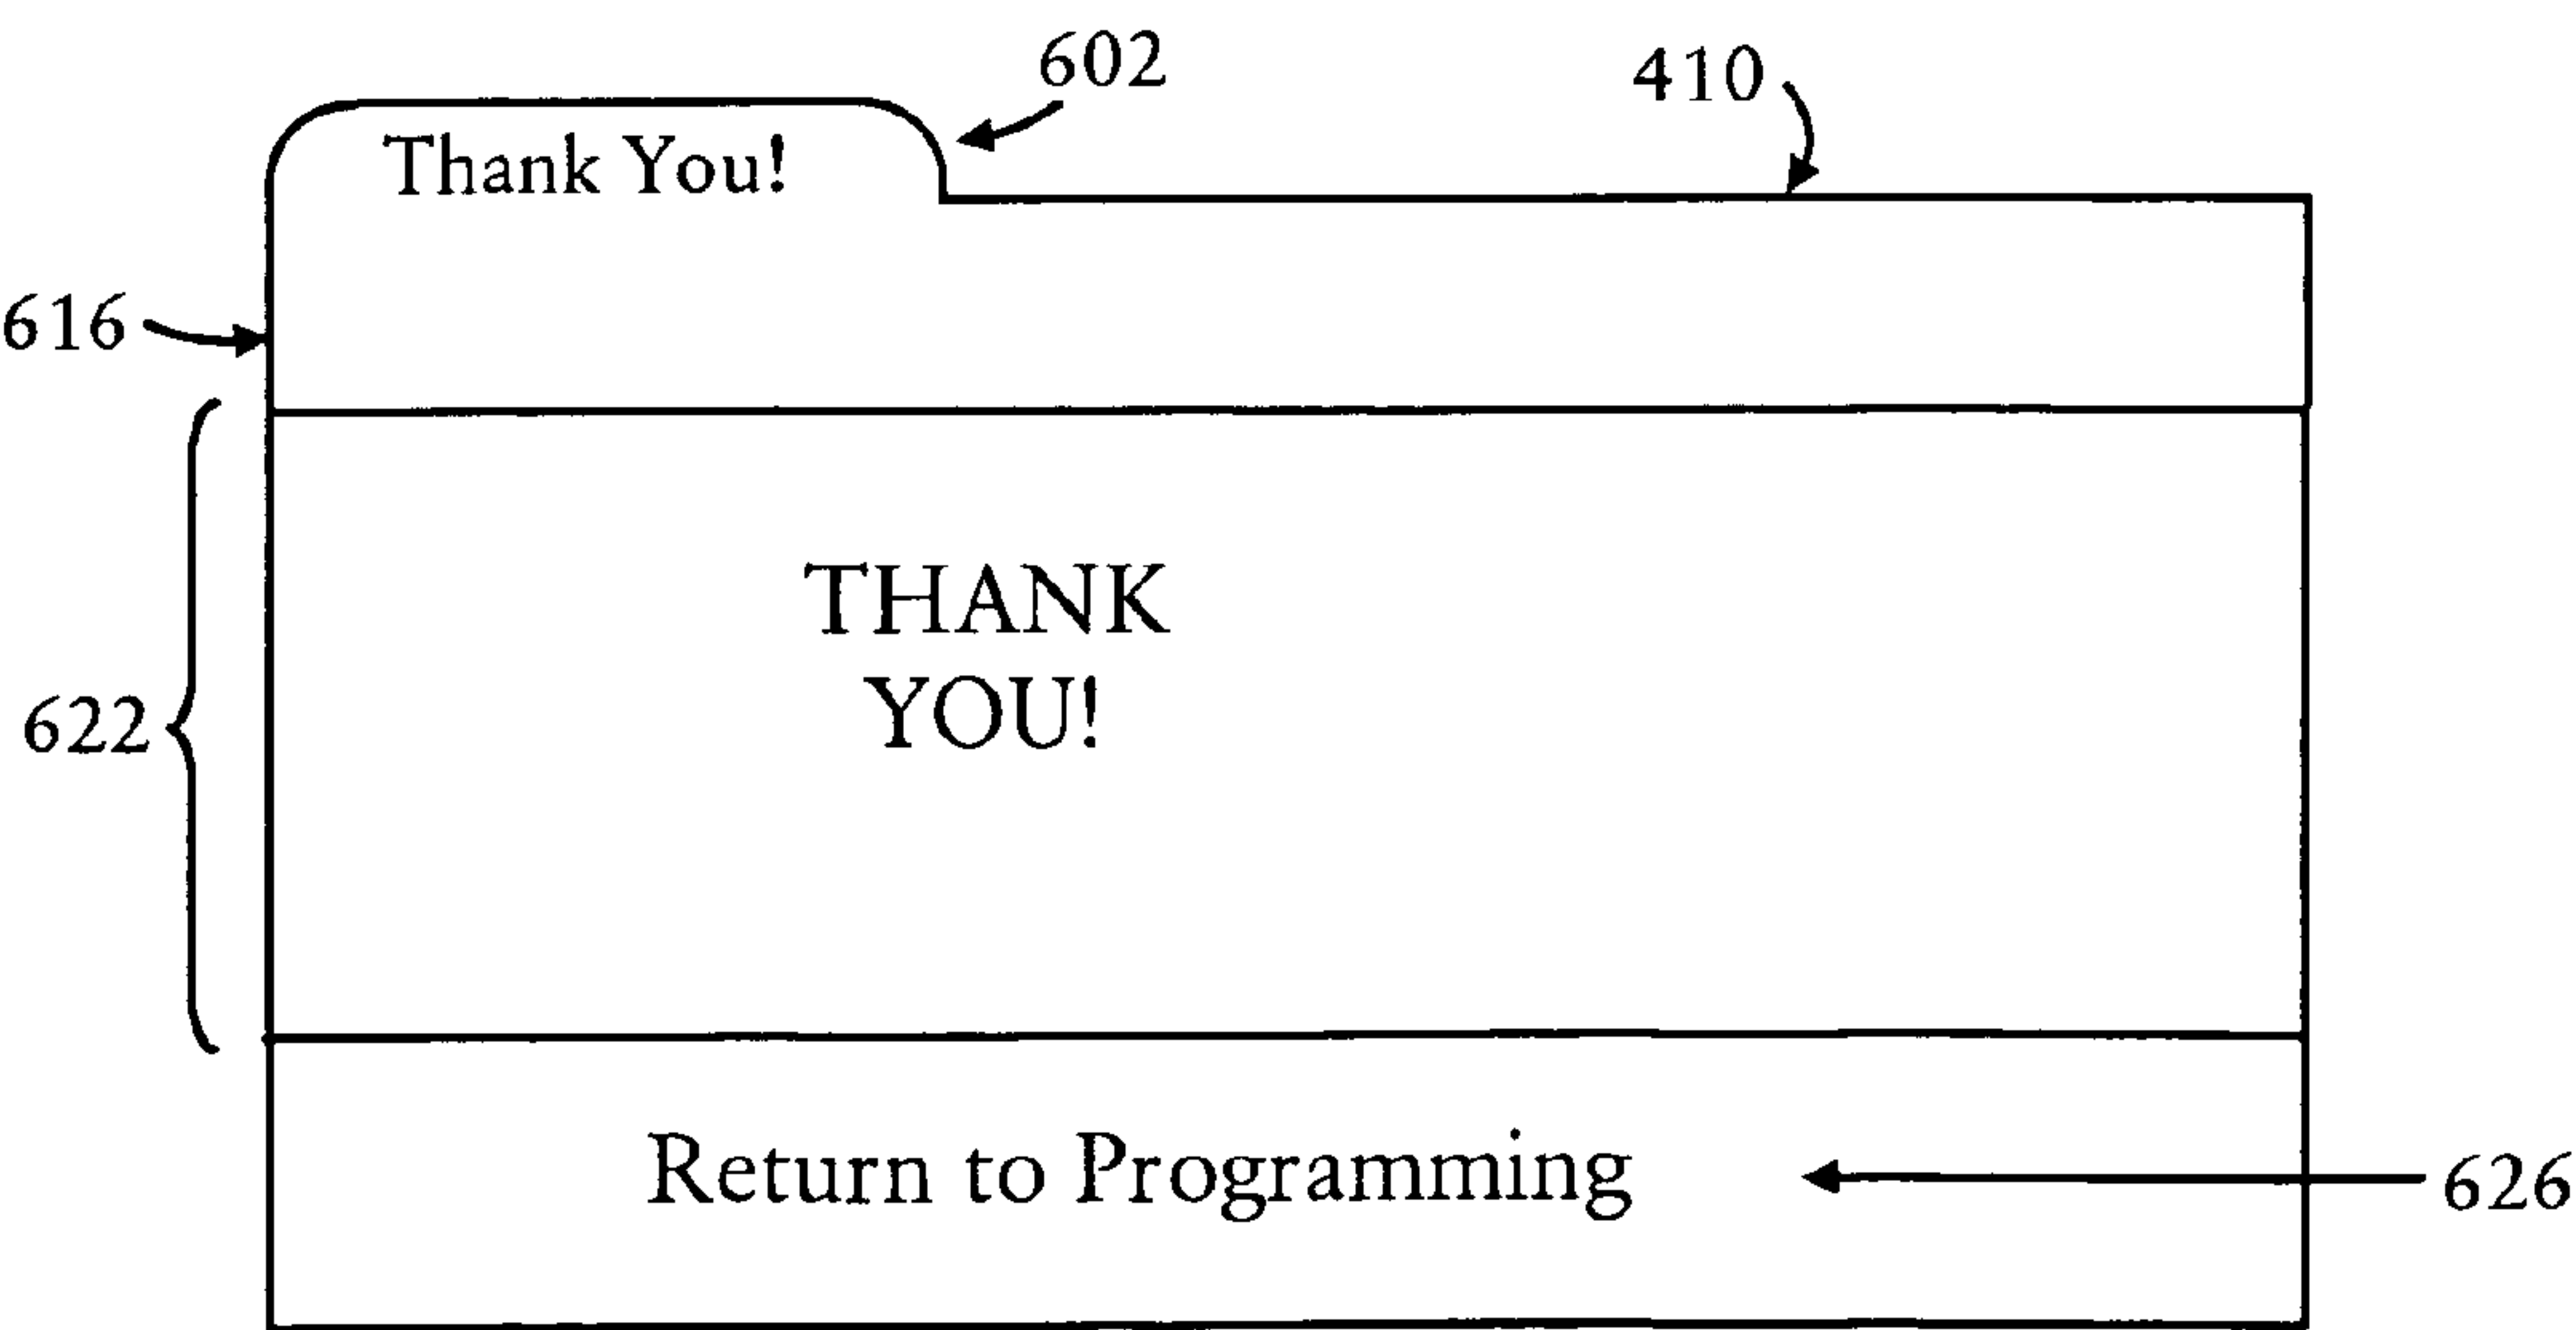 602
410
Thank You!
616
THANK
YOU!
622
Return to Programming
626